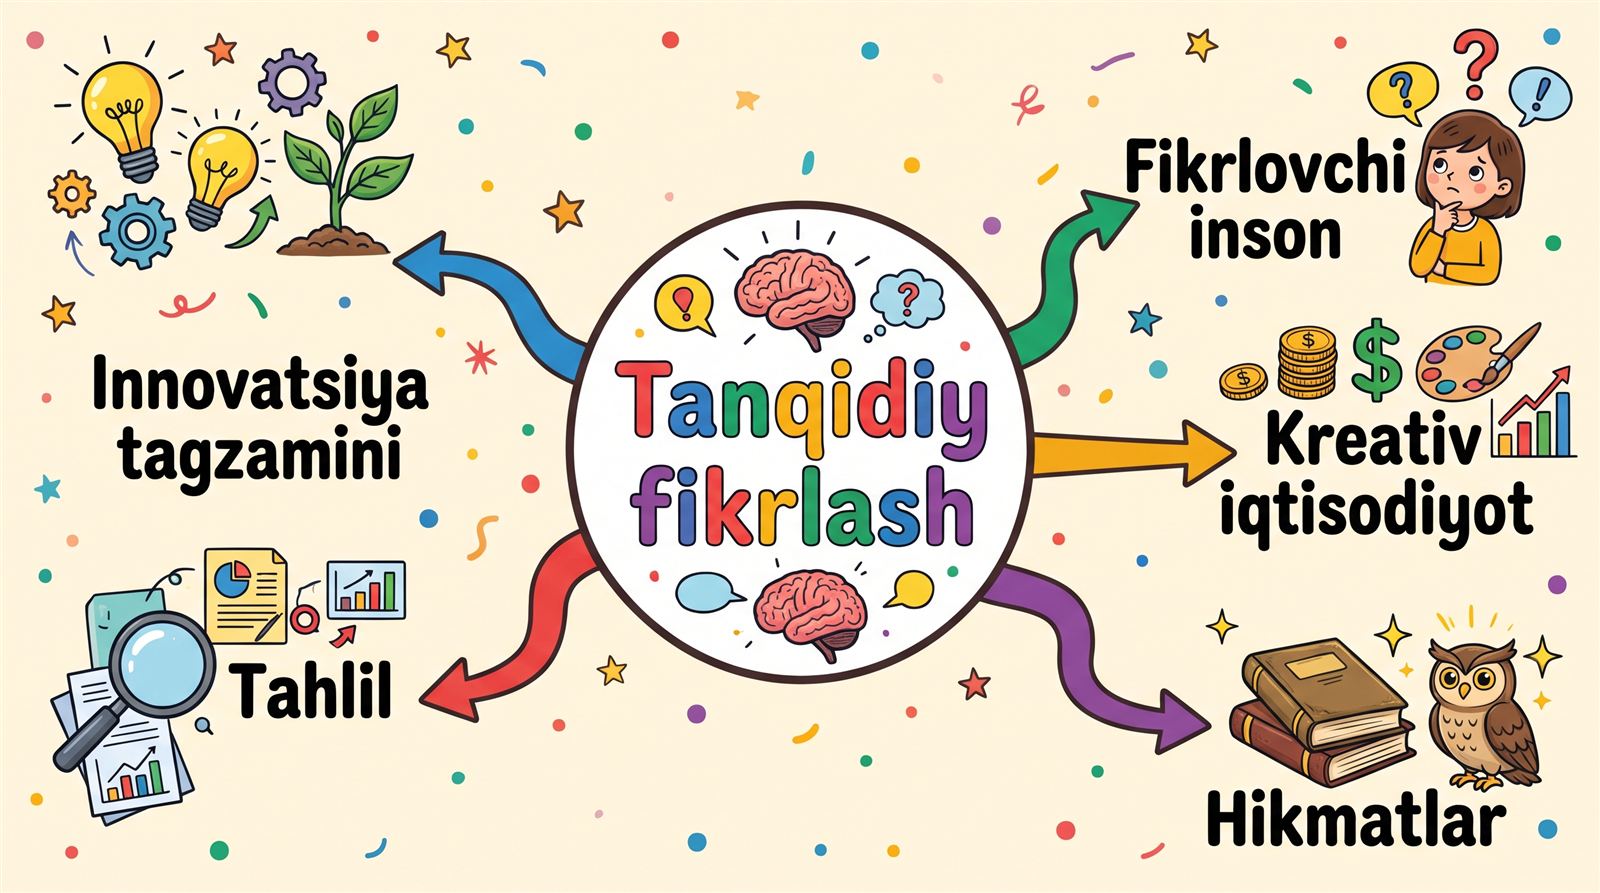 Tanqidiy
fikrlash
Innovatsiya
tagzamini
Tahlil
Fikrlovchi
inson
Kreativ
iqtisodiyot
Hikmatlar